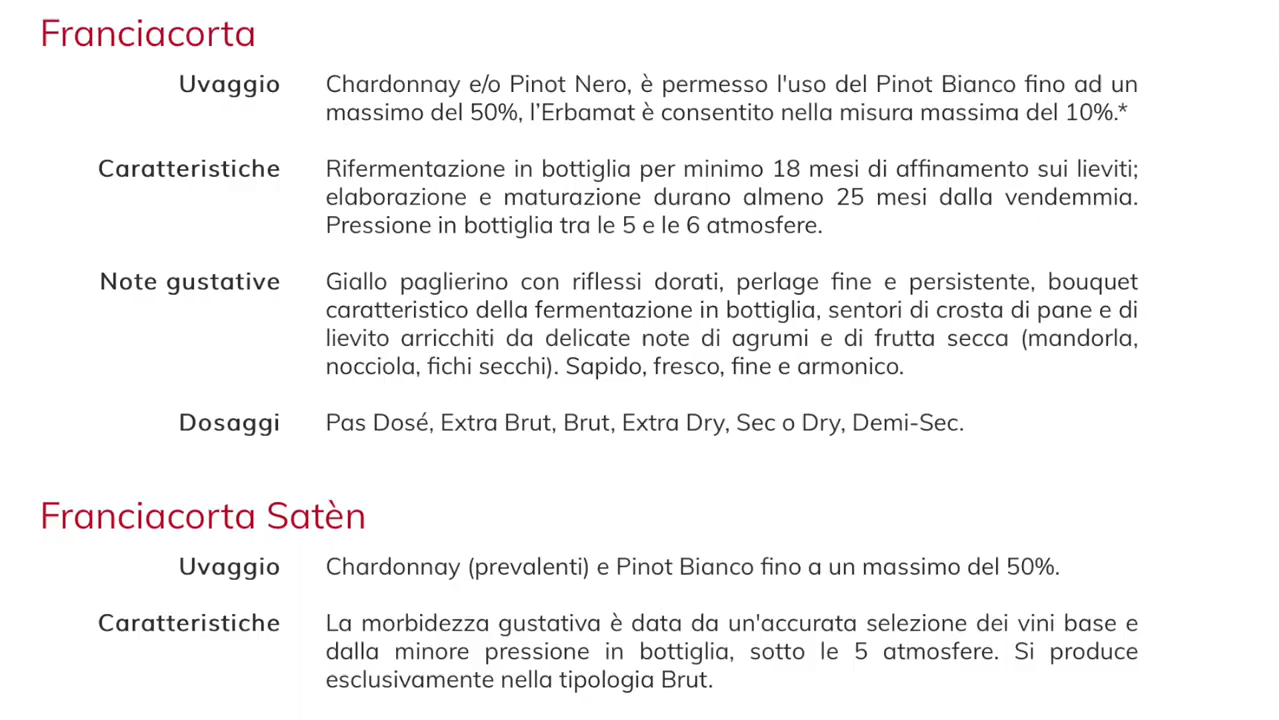 Franciacorta
Uvaggio
Chardonnay e/o Pinot Nero, è permesso l'uso del Pinot Bianco fino ad un
massimo del 50%, l’Erbamat è consentito nella misura massima del 10%.*
Caratteristiche
Rifermentazione in bottiglia per minimo 18 mesi di affinamento sui lieviti;
elaborazione e maturazione durano almeno 25 mesi dalla vendemmia.
Pressione in bottiglia tra le 5 e le 6 atmosfere.
Note gustative
Giallo paglierino con riflessi dorati, perlage fine e persistente, bouquet
caratteristico della fermentazione in bottiglia, sentori di crosta di pane e di
lievito arricchiti da delicate note di agrumi e di frutta secca (mandorla,
nocciola, fichi secchi). Sapido, fresco, fine e armonico.
Dosaggi
Pas Dosé, Extra Brut, Brut, Extra Dry, Sec o Dry, Demi-Sec.
Franciacorta Satèn
Uvaggio
Chardonnay (prevalenti) e Pinot Bianco fino a un massimo del 50%.
Caratteristiche
La morbidezza gustativa è data da un'accurata selezione dei vini base e
dalla minore pressione in bottiglia, sotto le 5 atmosfere. Si produce
esclusivamente nella tipologia Brut.